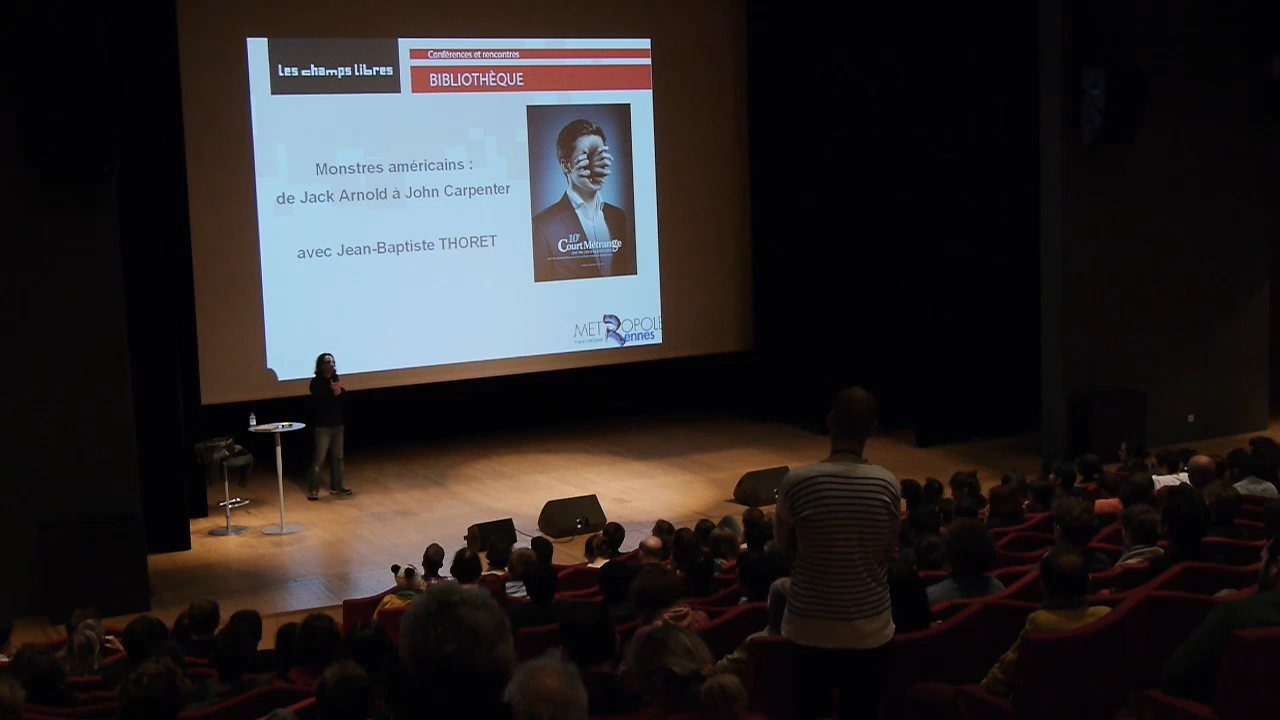 Les champs Libres
Conférences et rencontres
BIBLIOTHÈQUE
Monstres américains :
de Jack Arnold à John Carpenter
avec Jean-Baptiste THORET
10e
CourtMétrange
METROPOLE
Rennes